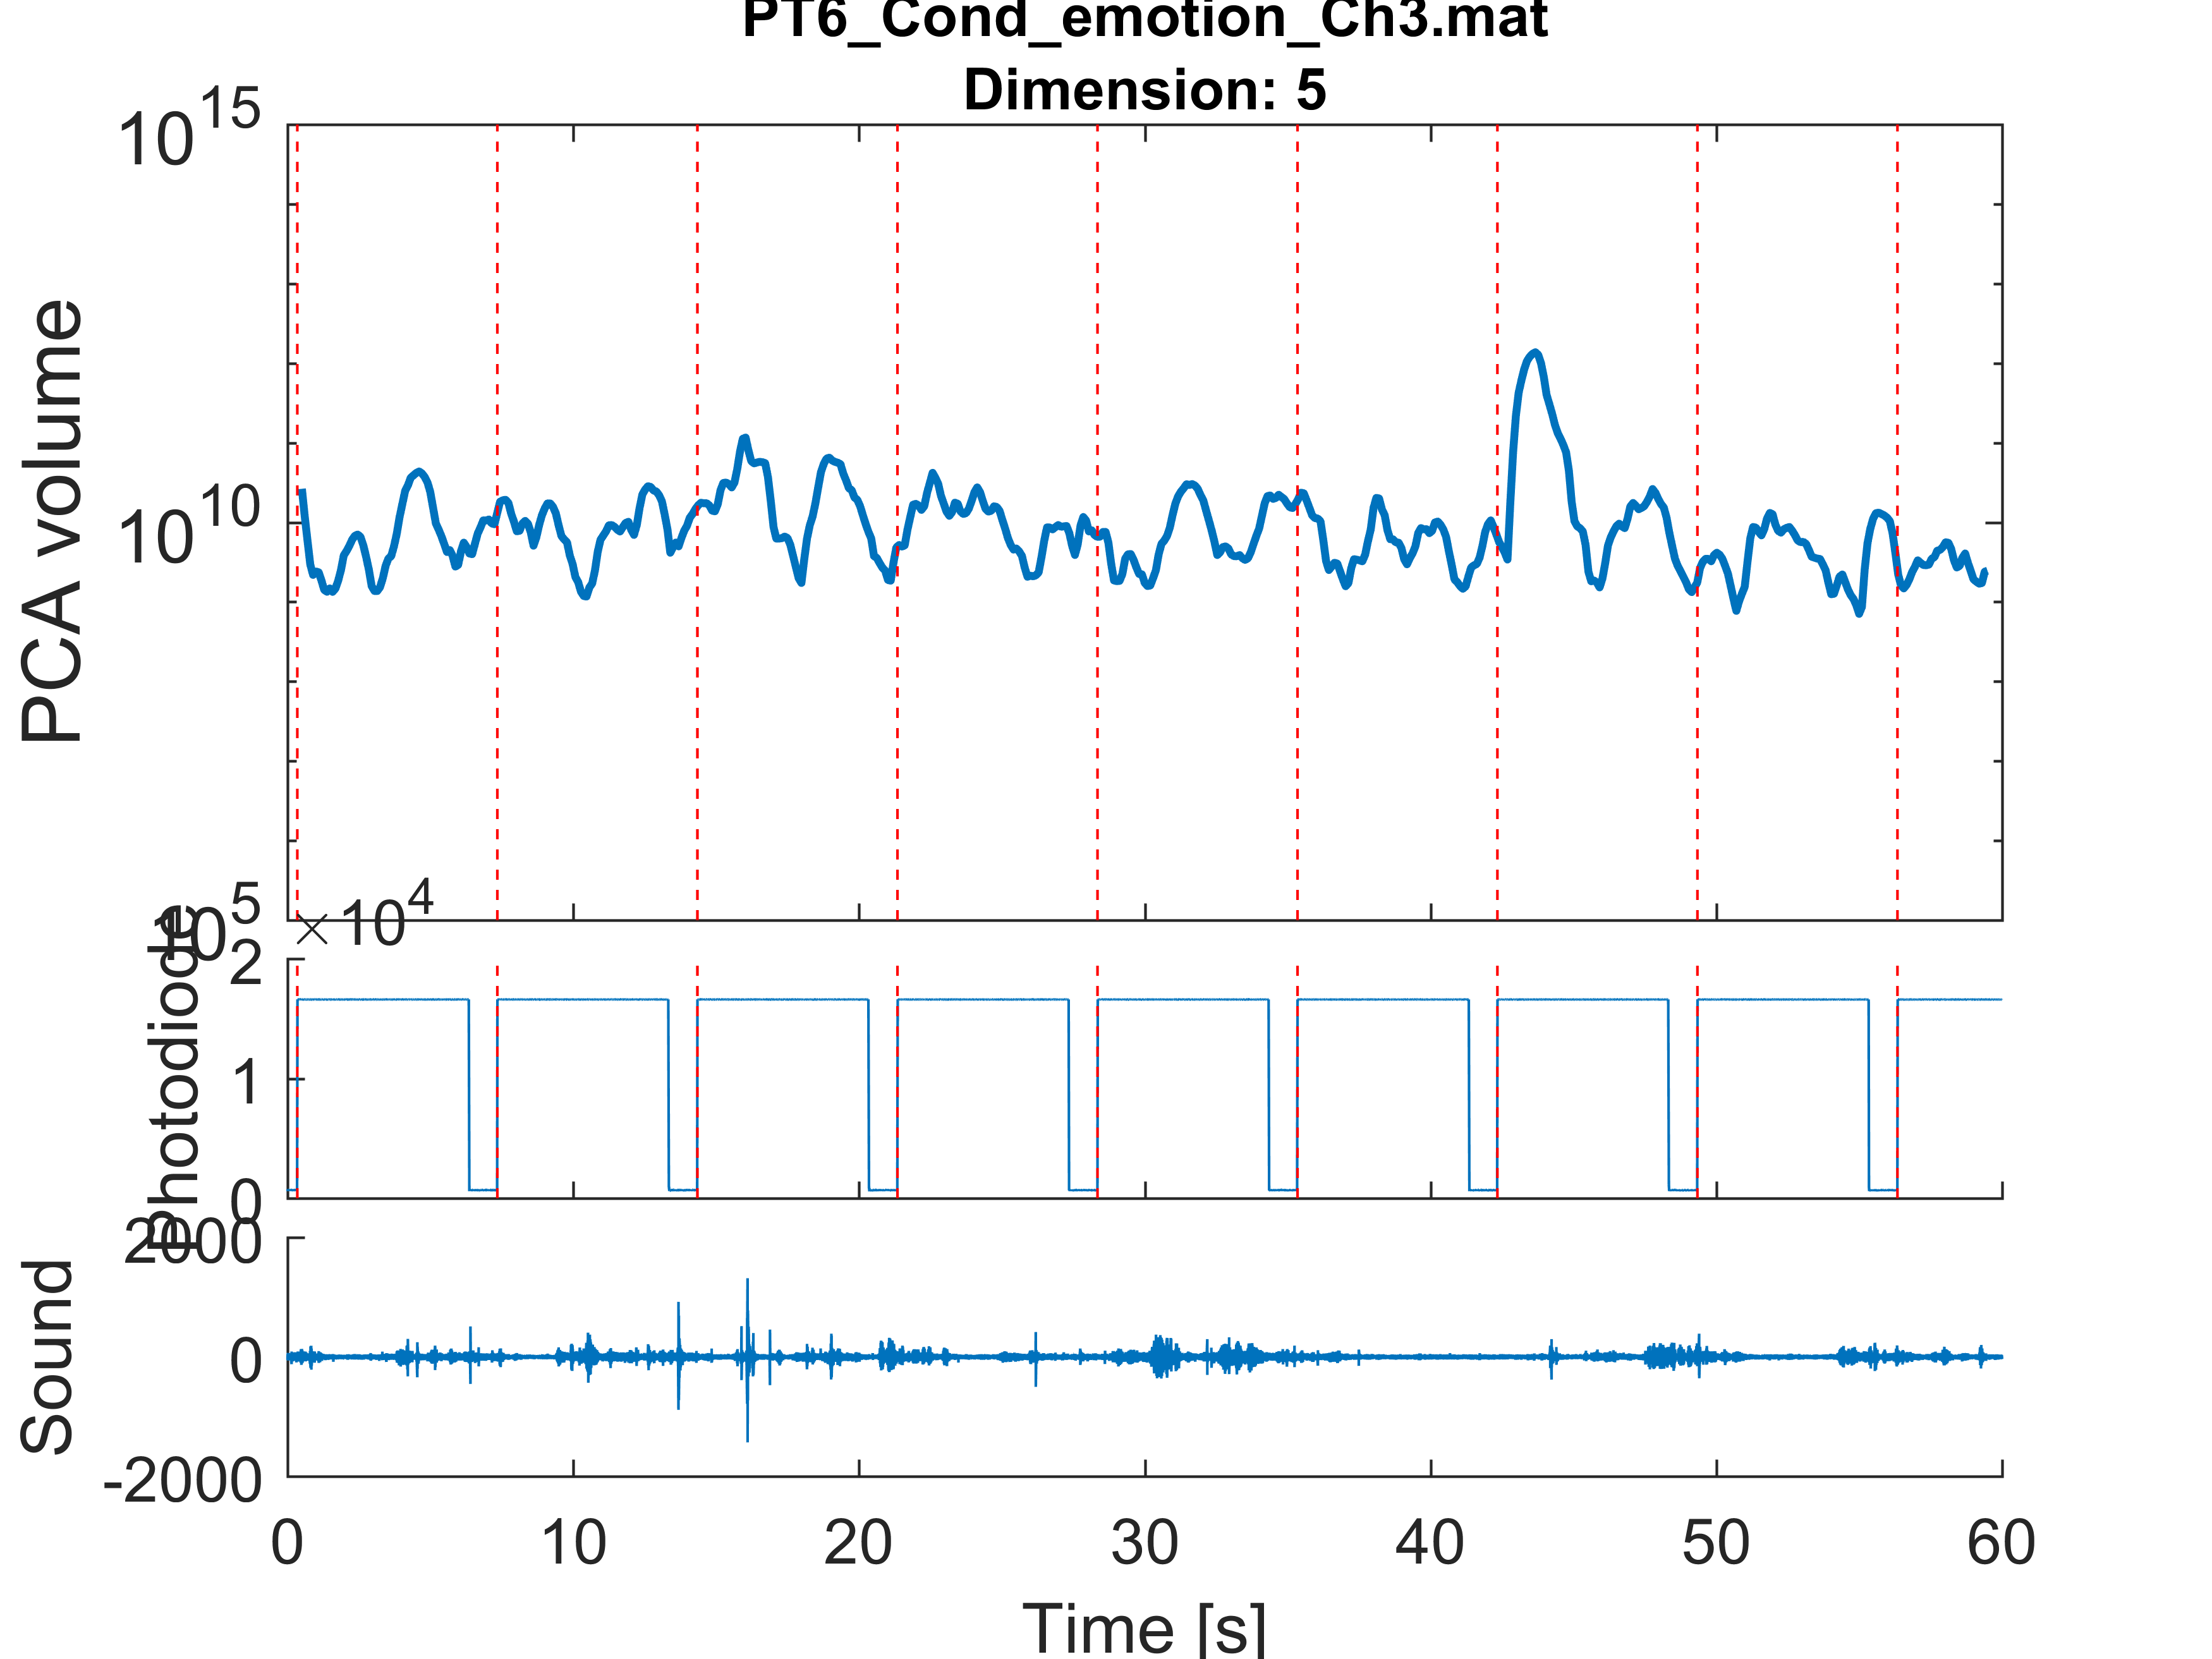 PT6_Cond_emotion_Ch3.mat
Dimension: 5
10^15
10^10
10^5
PCA volume
×10^4
2
1
0
Photodiode
2000
0
-2000
Sound
0 10 20 30 40 50 60
Time [s]